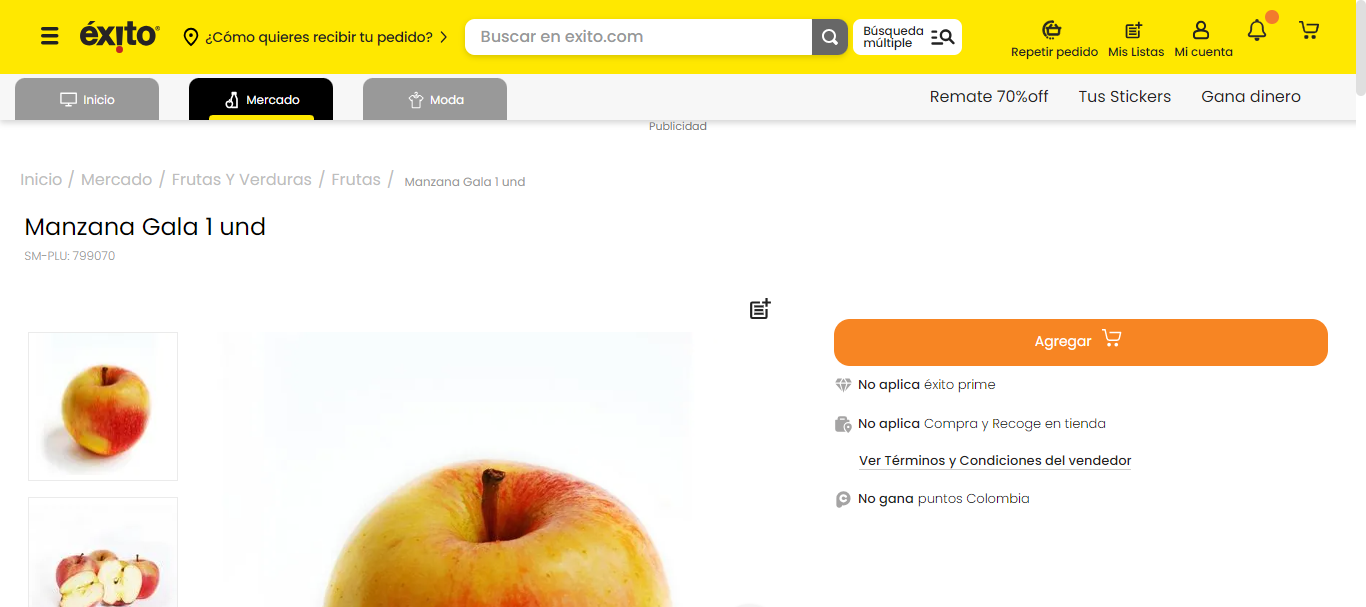 éxito
¿Cómo quieres recibir tu pedido?
Buscar en exito.com
Búsqueda
múltiple
Repetir pedido
Mis Listas
Mi cuenta
Inicio
Mercado
Moda
Remate 70%off
Tus Stickers
Gana dinero
Publicidad
Inicio / Mercado / Frutas Y Verduras / Frutas / Manzana Gala 1 und
Manzana Gala 1 und
SM-PLU: 799070
Agregar
No aplica éxito prime
No aplica Compra y Recoge en tienda
Ver Términos y Condiciones del vendedor
No gana puntos Colombia